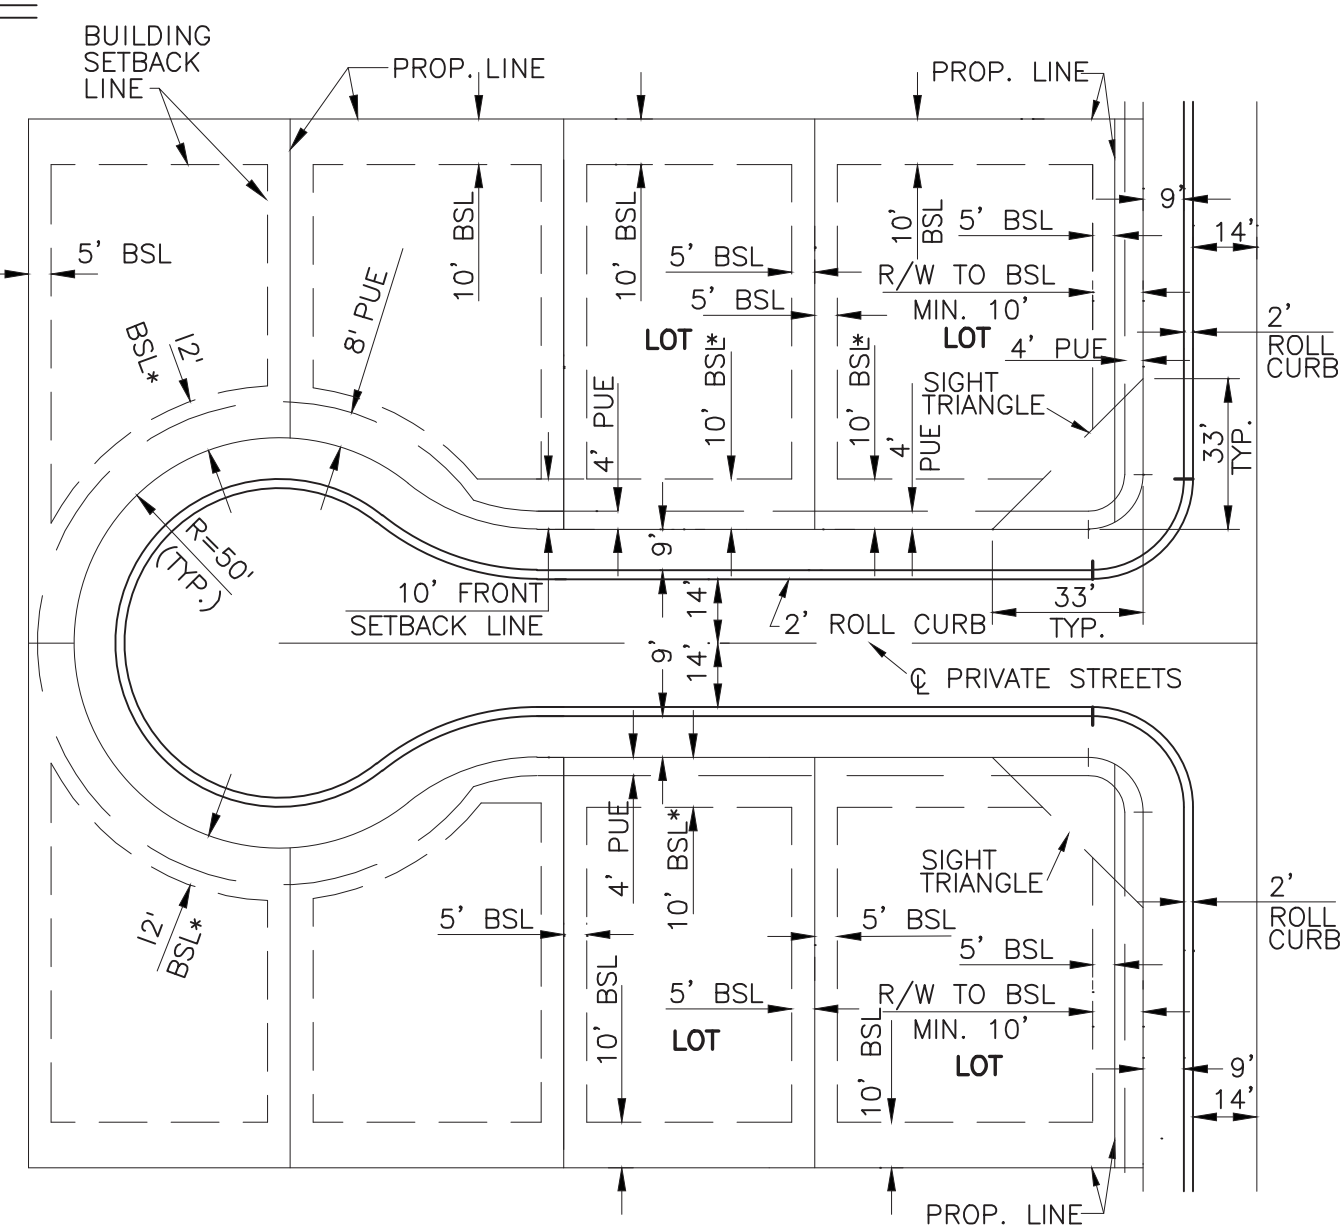 BUILDING
SETBACK
LINE
PROP. LINE
PROP. LINE
9'
14'
5' BSL
10' BSL
10' BSL
10'
BSL
5' BSL
5' BSL
R/W TO BSL
MIN. 10'
5' BSL
LOT
LOT
2'
ROLL
CURB
12'
BSL*
8' PUE
10' BSL*
10' BSL*
4' PUE
SIGHT
TRIANGLE
4' PUE
4'
PUE
33'
TYP.
R=50'
(TYP.)
9'
10' FRONT
SETBACK LINE
14'
2' ROLL CURB
33'
TYP.
9'
14'
℄ PRIVATE STREETS
4' PUE
10' BSL*
SIGHT
TRIANGLE
2'
ROLL
CURB
12'
BSL*
5' BSL
5' BSL
5' BSL
10' BSL
5' BSL
R/W TO BSL
MIN. 10'
LOT
10' BSL
LOT
9'
14'
PROP. LINE